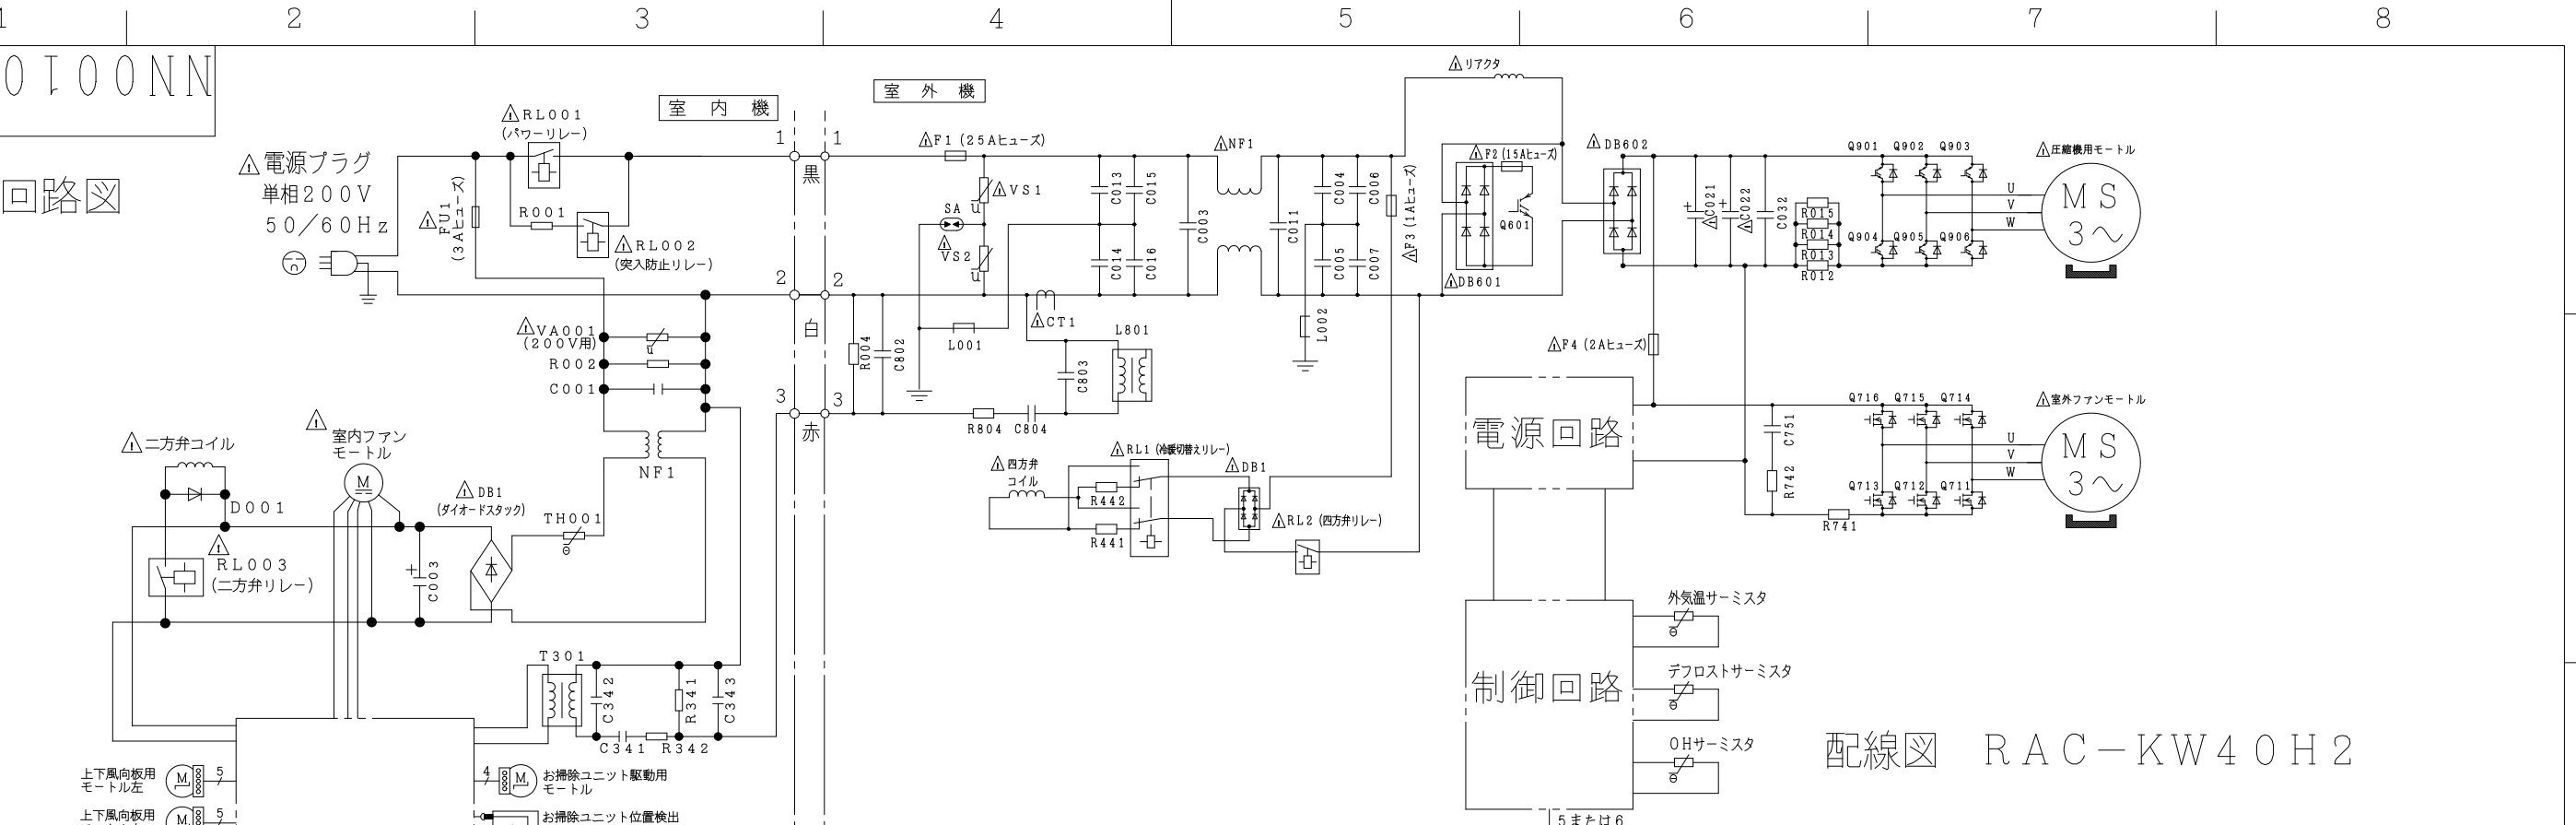 1
2
3
4
5
6
7
8
NN0010
回路図
室内機
室外機
電源プラグ
単相200V
50/60Hz
RL001
(パワーリレー)
FU1
(3Aヒューズ)
R001
RL002
(突入防止リレー)
1
1
黒
2
2
白
3
3
赤
VA001
(200V用)
u
R002
C001
NF1
二方弁コイル
D001
RL003
(二方弁リレー)
室内ファン
モートル
M
C003
DB1
(ダイオードスタック)
TH001
θ
T301
C342
R341
C343
C341
R342
上下風向板用
モートル左
M
5
上下風向板用
M
5
4
M
お掃除ユニット駆動用
モートル
お掃除ユニット位置検出
F1 (25Aヒューズ)
SA
VS1
u
VS2
u
C013
C015
C014
C016
C003
NF1
C011
C004
C006
C005
C007
L001
L002
CT1
R004
C802
C803
L801
R804
C804
リアクタ
F3 (1Aヒューズ)
F2 (15Aヒューズ)
Q601
DB601
DB602
四方弁
コイル
RL1 (冷暖切替えリレー)
R442
R441
DB1
RL2 (四方弁リレー)
C021
C022
C032
R015
R014
R013
R012
Q901
Q902
Q903
Q904
Q905
Q906
U
V
W
圧縮機用モートル
MS
3~
F4 (2Aヒューズ)
電源回路
C751
R742
R741
Q716
Q715
Q714
Q713
Q712
Q711
U
V
W
室外ファンモートル
MS
3~
制御回路
外気温サーミスタ
θ
デフロストサーミスタ
θ
OHサーミスタ
θ
5または6
配線図 RAC-KW40H2